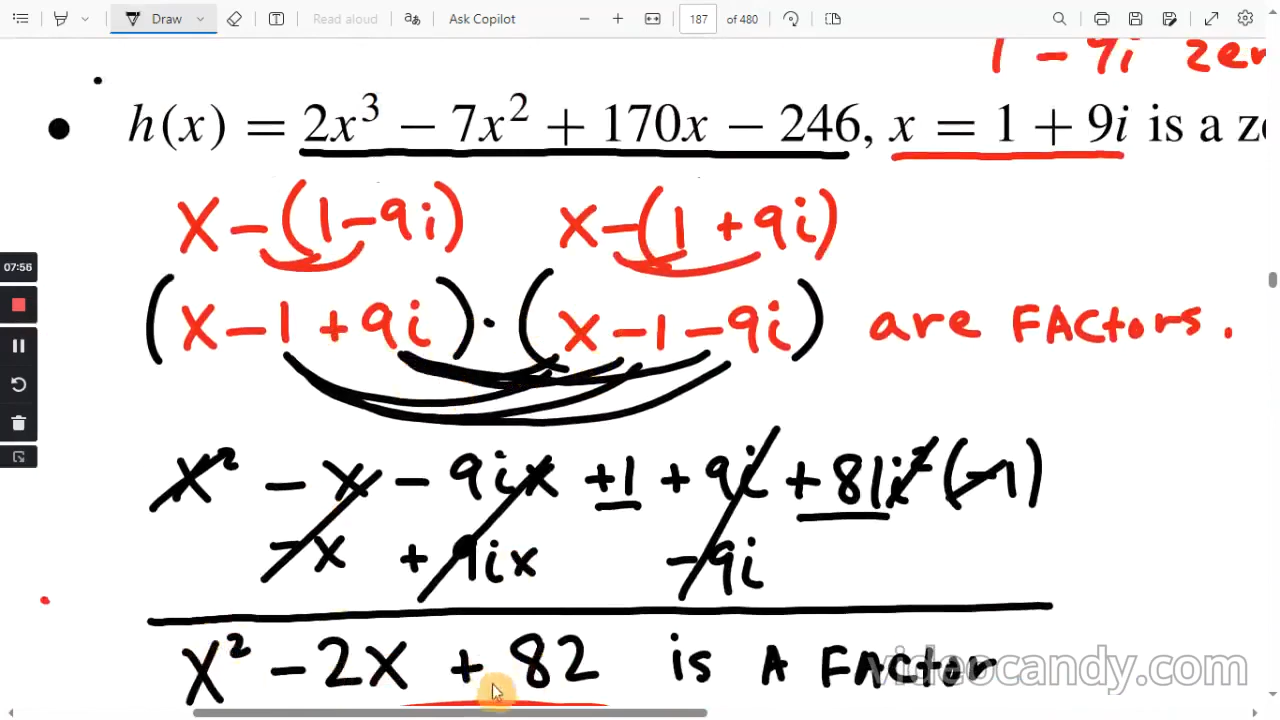 Draw Read aloud Ask Copilot 187 of 480
1 - 9i zer
h(x) = 2x³ − 7x² + 170x − 246, x = 1 + 9i is a ze
x - (1 - 9i) x - (1 + 9i)
07:56
(x - 1 + 9i) · (x - 1 - 9i) are FActors.
x² - x - 9ix +1 + 9i + 81i² (-1)
-x + 9ix - 9i
x² - 2x + 82 is A FActor
videocandy.com